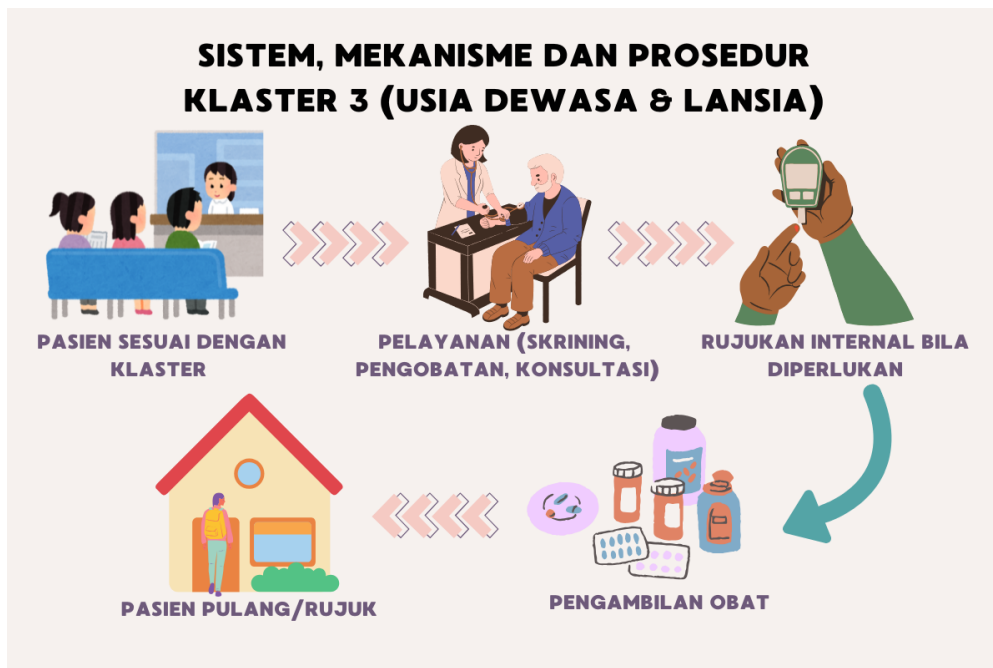 SISTEM, MEKANISME DAN PROSEDUR
KLASTER 3 (USIA DEWASA & LANSIA)
PASIEN SESUAI DENGAN
KLASTER
PELAYANAN (SKRINING,
PENGOBATAN, KONSULTASI)
RUJUKAN INTERNAL BILA
DIPERLUKAN
PENGAMBILAN OBAT
PASIEN PULANG/RUJUK